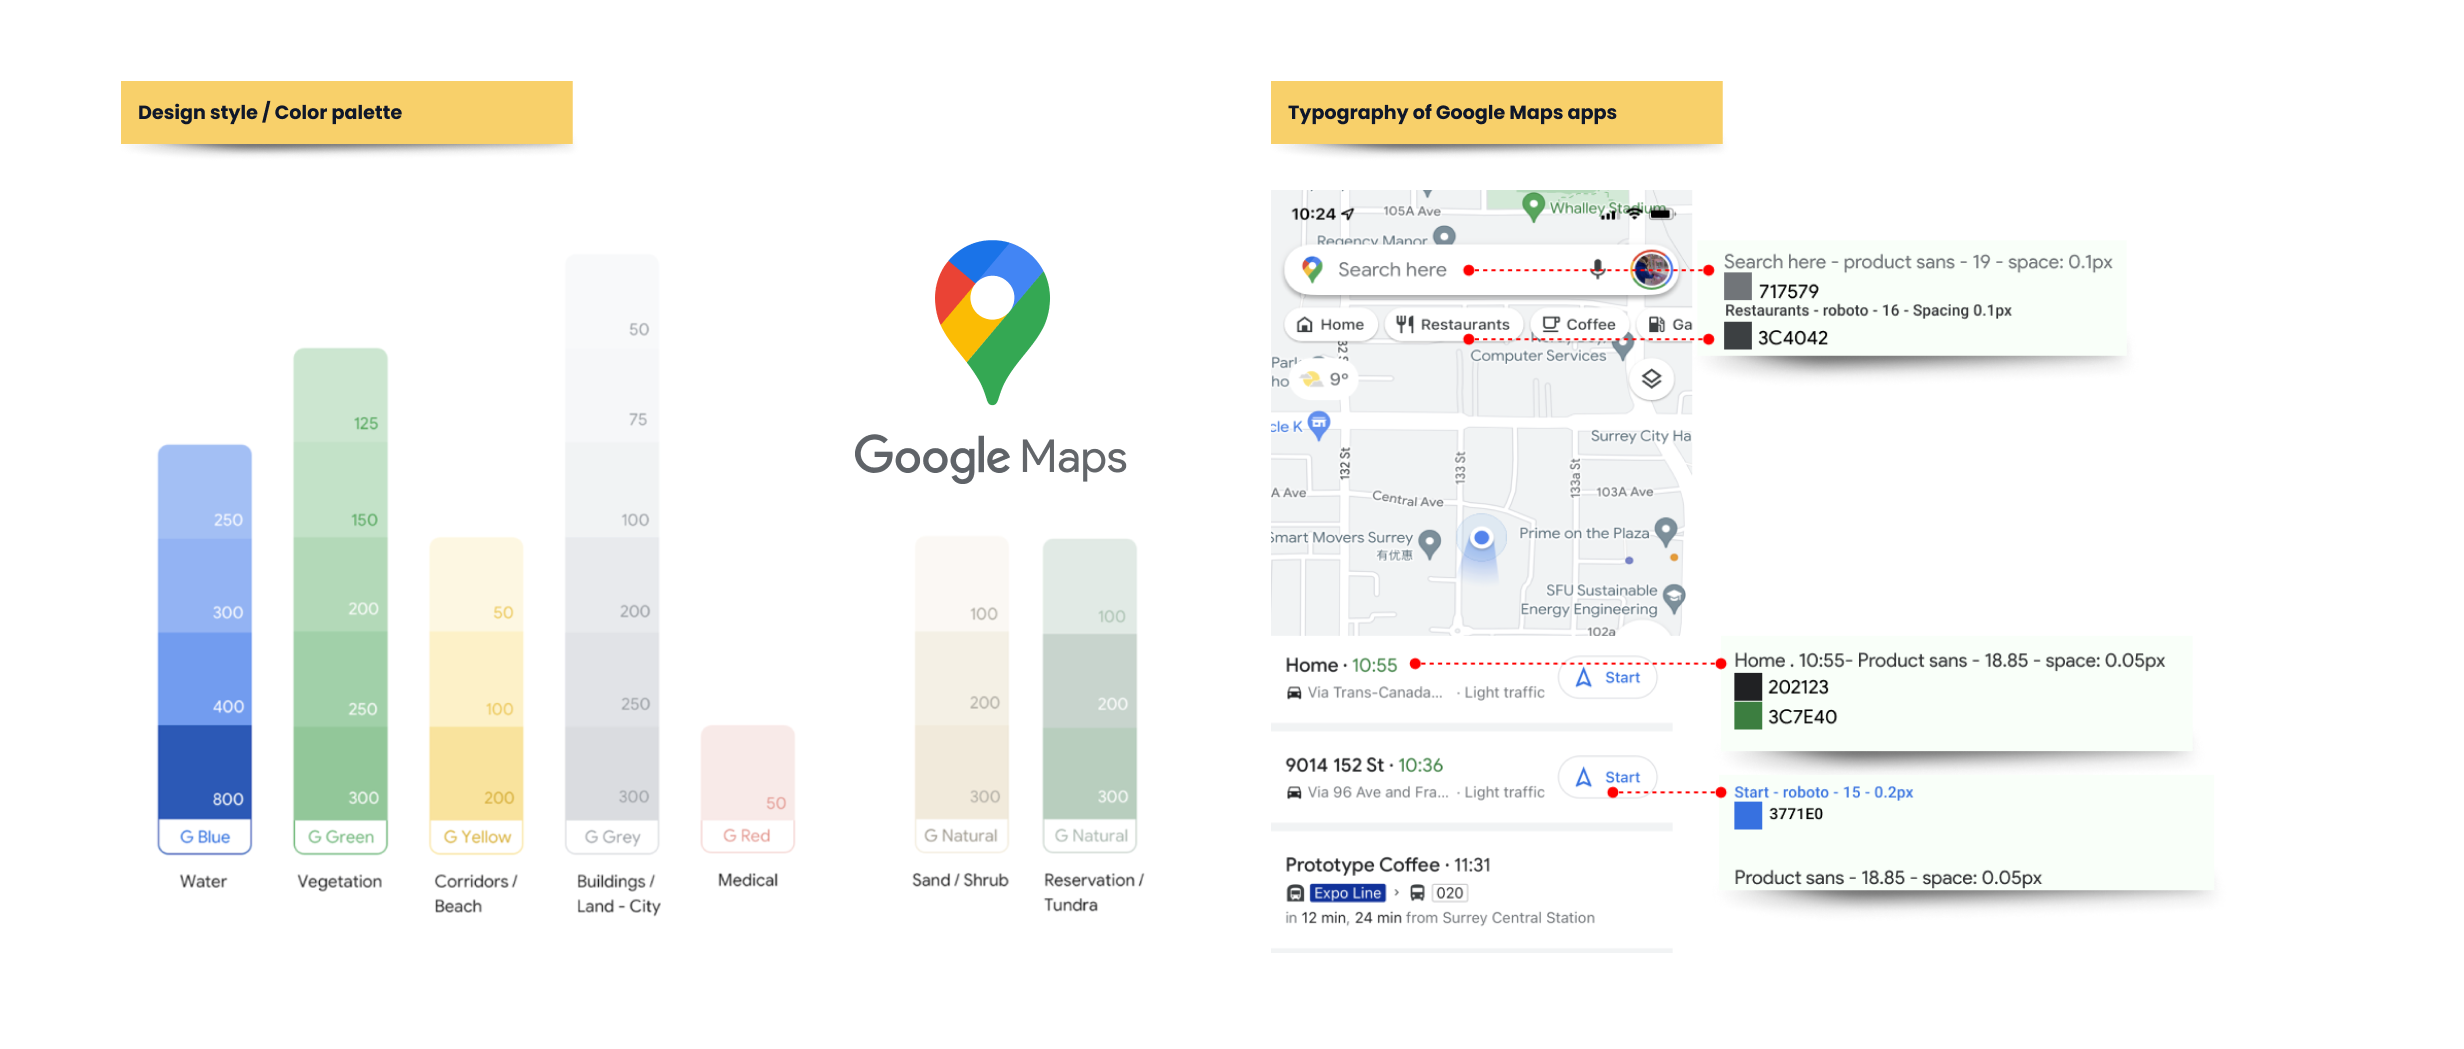 Design style / Color palette
50
75
100
200
250
300
G Grey
Buildings /
Land - City
125
150
200
250
300
G Green
Vegetation
250
300
400
800
G Blue
Water
50
100
200
G Yellow
Corridors /
Beach
50
G Red
Medical
Google Maps
100
200
300
G Natural
Sand / Shrub
100
200
300
G Natural
Reservation /
Tundra
Typography of Google Maps apps
10:24
105A Ave
Whalley Stadium
Regency Manor
Search here
Home
Restaurants
Coffee
Ga
Computer Services
Parl
ho
9°
cle K
Surrey City Ha
132 St
133 St
133a St
A Ave
Central Ave
103A Ave
Smart Movers Surrey
有优惠
Prime on the Plaza
SFU Sustainable
Energy Engineering
102a
Home · 10:55
Via Trans-Canada... · Light traffic
Start
9014 152 St · 10:36
Via 96 Ave and Fra... · Light traffic
Start
Prototype Coffee · 11:31
Expo Line › 020
in 12 min, 24 min from Surrey Central Station
Search here - product sans - 19 - space: 0.1px
717579
Restaurants - roboto - 16 - Spacing 0.1px
3C4042
Home . 10:55- Product sans - 18.85 - space: 0.05px
202123
3C7E40
Start - roboto - 15 - 0.2px
3771E0
Product sans - 18.85 - space: 0.05px